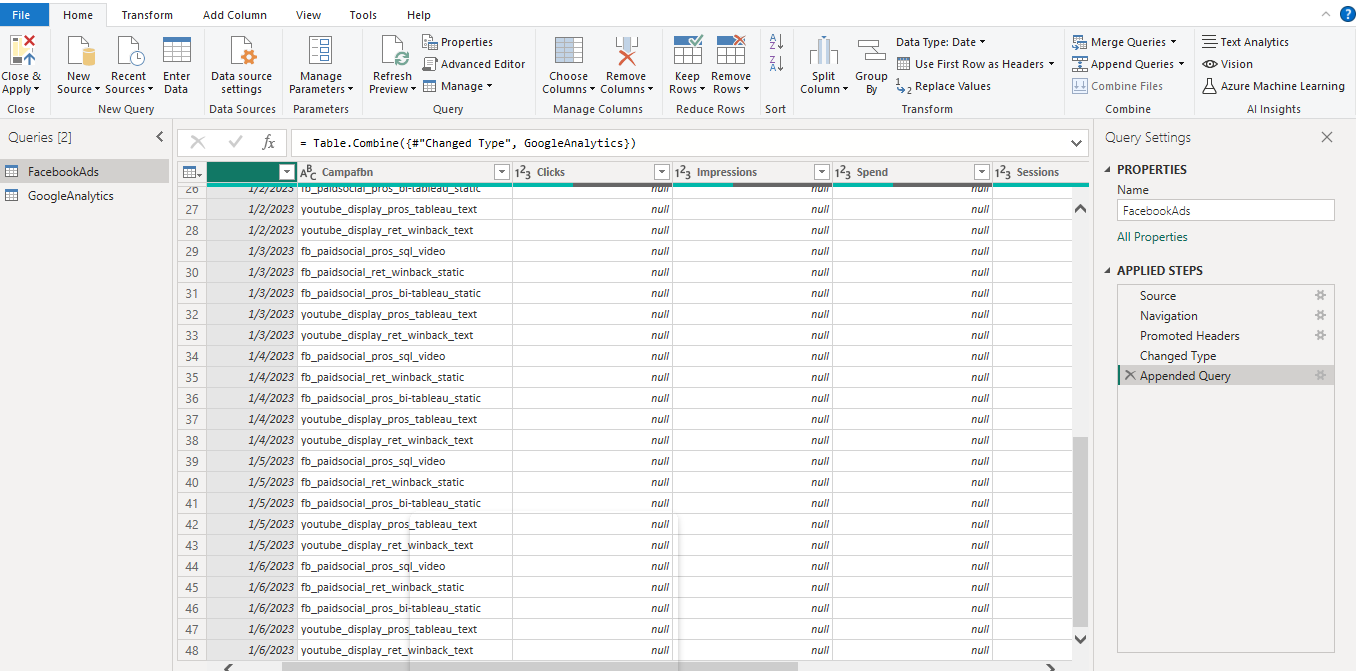 File Home Transform Add Column View Tools Help
Close & Apply
New Source
Recent Sources
Enter Data
Data source settings
Manage Parameters
Refresh Preview
Properties
Advanced Editor
Manage
Choose Columns
Remove Columns
Keep Rows
Remove Rows
Split Column
Group By
Data Type: Date
Use First Row as Headers
Replace Values
Merge Queries
Append Queries
Combine Files
Text Analytics
Vision
Azure Machine Learning
Close New Query Data Sources Parameters Query Manage Columns Reduce Rows Sort Transform Combine AI Insights
Queries [2]
FacebookAds
GoogleAnalytics
fx = Table.Combine({#"Changed Type", GoogleAnalytics})
ABC Campafbn 123 Clicks 123 Impressions 123 Spend 123 Sessions
26 1/2/2023 fb_paidsocial_pros_bi-tableau_static null null null
27 1/2/2023 youtube_display_pros_tableau_text null null null
28 1/2/2023 youtube_display_ret_winback_text null null null
29 1/3/2023 fb_paidsocial_pros_sql_video null null null
30 1/3/2023 fb_paidsocial_ret_winback_static null null null
31 1/3/2023 fb_paidsocial_pros_bi-tableau_static null null null
32 1/3/2023 youtube_display_pros_tableau_text null null null
33 1/3/2023 youtube_display_ret_winback_text null null null
34 1/4/2023 fb_paidsocial_pros_sql_video null null null
35 1/4/2023 fb_paidsocial_ret_winback_static null null null
36 1/4/2023 fb_paidsocial_pros_bi-tableau_static null null null
37 1/4/2023 youtube_display_pros_tableau_text null null null
38 1/4/2023 youtube_display_ret_winback_text null null null
39 1/5/2023 fb_paidsocial_pros_sql_video null null null
40 1/5/2023 fb_paidsocial_ret_winback_static null null null
41 1/5/2023 fb_paidsocial_pros_bi-tableau_static null null null
42 1/5/2023 youtube_display_pros_tableau_text null null null
43 1/5/2023 youtube_display_ret_winback_text null null null
44 1/6/2023 fb_paidsocial_pros_sql_video null null null
45 1/6/2023 fb_paidsocial_ret_winback_static null null null
46 1/6/2023 fb_paidsocial_pros_bi-tableau_static null null null
47 1/6/2023 youtube_display_pros_tableau_text null null null
48 1/6/2023 youtube_display_ret_winback_text null null null
Query Settings
PROPERTIES
Name
FacebookAds
All Properties
APPLIED STEPS
Source
Navigation
Promoted Headers
Changed Type
Appended Query